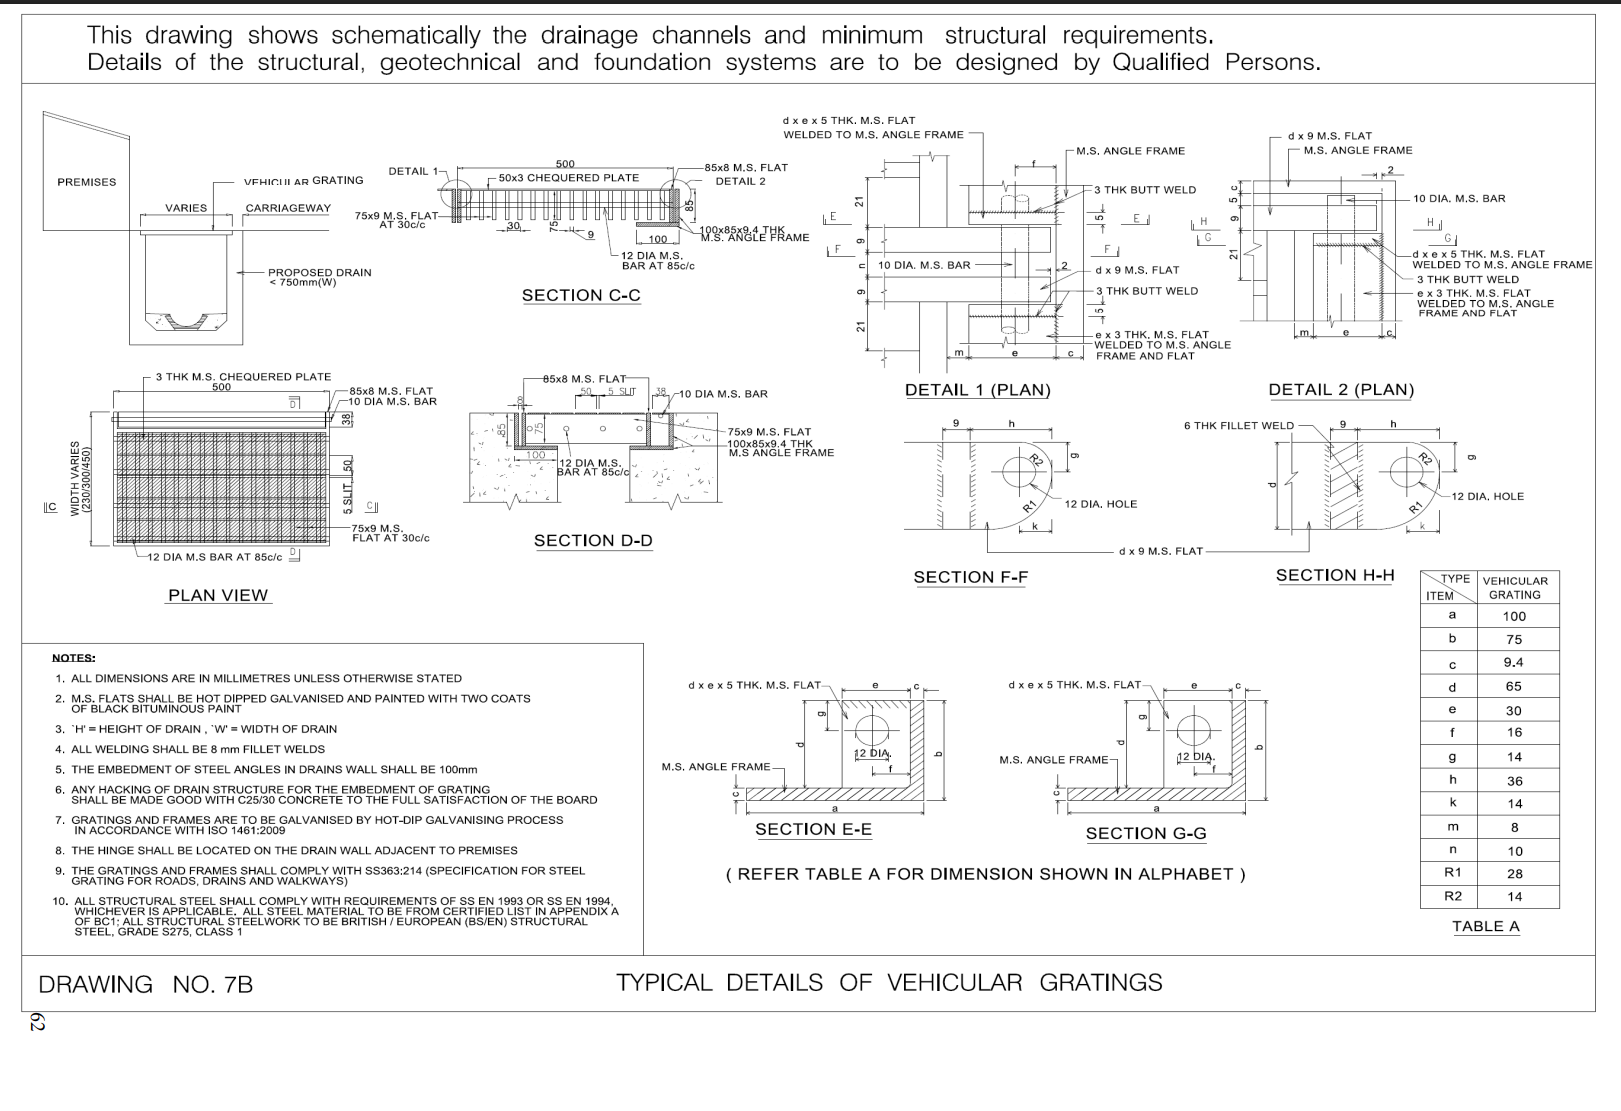 This drawing shows schematically the drainage channels and minimum structural requirements.
Details of the structural, geotechnical and foundation systems are to be designed by Qualified Persons.
PREMISES
VEHICULAR GRATING
VARIES
CARRIAGEWAY
PROPOSED DRAIN
< 750mm(W)
DETAIL 1
500
50x3 CHEQUERED PLATE
85x8 M.S. FLAT
DETAIL 2
75x9 M.S. FLAT
AT 30c/c
30
75
9
85
100x85x9.4 THK
M.S. ANGLE FRAME
100
12 DIA M.S.
BAR AT 85c/c
SECTION C-C
d x e x 5 THK. M.S. FLAT
WELDED TO M.S. ANGLE FRAME
f
M.S. ANGLE FRAME
3 THK BUTT WELD
21
5
E
E
F
F
9
n
10 DIA. M.S. BAR
2
d x 9 M.S. FLAT
9
3 THK BUTT WELD
5
21
e x 3 THK. M.S. FLAT
WELDED TO M.S. ANGLE
FRAME AND FLAT
m
e
c
DETAIL 1 (PLAN)
d x 9 M.S. FLAT
M.S. ANGLE FRAME
2
c
5
10 DIA. M.S. BAR
9
H
H
G
G
21
d x e x 5 THK. M.S. FLAT
WELDED TO M.S. ANGLE FRAME
3 THK BUTT WELD
e x 3 THK. M.S. FLAT
WELDED TO M.S. ANGLE
FRAME AND FLAT
m
e
c
DETAIL 2 (PLAN)
3 THK M.S. CHEQUERED PLATE
500
85x8 M.S. FLAT
10 DIA M.S. BAR
D
38
WIDTH VARIES
(230/300/450)
50
5 SLIT
C
C
75x9 M.S.
FLAT AT 30c/c
12 DIA M.S BAR AT 85c/c
D
PLAN VIEW
85x8 M.S. FLAT
50
5 SLIT
38
10 DIA M.S. BAR
8
85
75
75x9 M.S. FLAT
100x85x9.4 THK
M.S ANGLE FRAME
100
12 DIA M.S.
BAR AT 85c/c
SECTION D-D
9
h
g
R2
12 DIA. HOLE
R1
k
SECTION F-F
d x 9 M.S. FLAT
6 THK FILLET WELD
9
h
g
R2
d
12 DIA. HOLE
R1
k
SECTION H-H
TYPE
ITEM
VEHICULAR
GRATING
a 100
b 75
c 9.4
d 65
e 30
f 16
g 14
h 36
k 14
m 8
n 10
R1 28
R2 14
TABLE A
NOTES:
1. ALL DIMENSIONS ARE IN MILLIMETRES UNLESS OTHERWISE STATED
2. M.S. FLATS SHALL BE HOT DIPPED GALVANISED AND PAINTED WITH TWO COATS
OF BLACK BITUMINOUS PAINT
3. `H' = HEIGHT OF DRAIN , `W' = WIDTH OF DRAIN
4. ALL WELDING SHALL BE 8 mm FILLET WELDS
5. THE EMBEDMENT OF STEEL ANGLES IN DRAINS WALL SHALL BE 100mm
6. ANY HACKING OF DRAIN STRUCTURE FOR THE EMBEDMENT OF GRATING
SHALL BE MADE GOOD WITH C25/30 CONCRETE TO THE FULL SATISFACTION OF THE BOARD
7. GRATINGS AND FRAMES ARE TO BE GALVANISED BY HOT-DIP GALVANISING PROCESS
IN ACCORDANCE WITH ISO 1461:2009
8. THE HINGE SHALL BE LOCATED ON THE DRAIN WALL ADJACENT TO PREMISES
9. THE GRATINGS AND FRAMES SHALL COMPLY WITH SS363:214 (SPECIFICATION FOR STEEL
GRATING FOR ROADS, DRAINS AND WALKWAYS)
10. ALL STRUCTURAL STEEL SHALL COMPLY WITH REQUIREMENTS OF SS EN 1993 OR SS EN 1994,
WHICHEVER IS APPLICABLE. ALL STEEL MATERIAL TO BE FROM CERTIFIED LIST IN APPENDIX A
OF BC1; ALL STRUCTURAL STEELWORK TO BE BRITISH / EUROPEAN (BS/EN) STRUCTURAL
STEEL, GRADE S275, CLASS 1
d x e x 5 THK. M.S. FLAT
e
c
g
d
b
12 DIA.
f
M.S. ANGLE FRAME
c
a
SECTION E-E
d x e x 5 THK. M.S. FLAT
e
c
g
d
b
12 DIA.
f
M.S. ANGLE FRAME
c
a
SECTION G-G
( REFER TABLE A FOR DIMENSION SHOWN IN ALPHABET )
DRAWING NO. 7B
TYPICAL DETAILS OF VEHICULAR GRATINGS
62